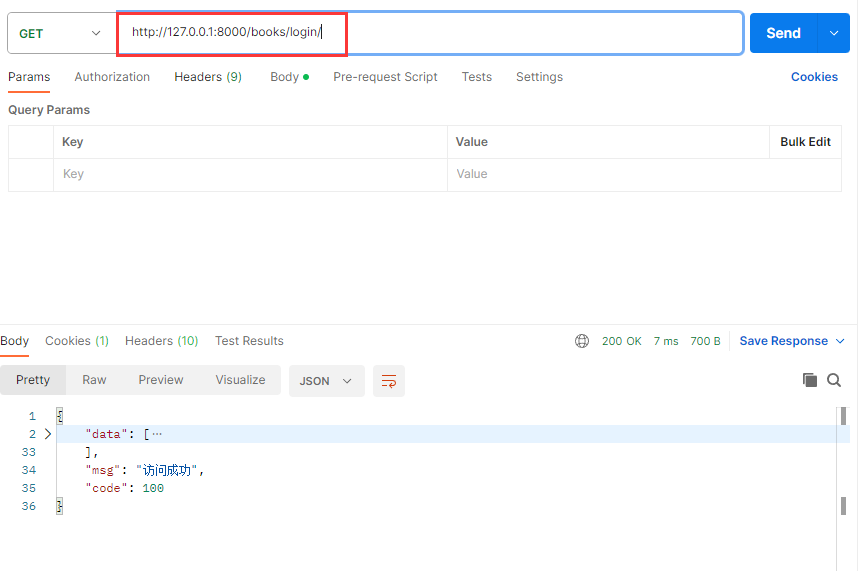 GET http://127.0.0.1:8000/books/login/ Send
Params Authorization Headers (9) Body Pre-request Script Tests Settings Cookies
Query Params
Key Value Bulk Edit
Key Value
Body Cookies (1) Headers (10) Test Results 200 OK 7 ms 700 B Save Response
Pretty Raw Preview Visualize JSON
1 {
2 "data": […
33 ],
34 "msg": "访问成功",
35 "code": 100
36 }